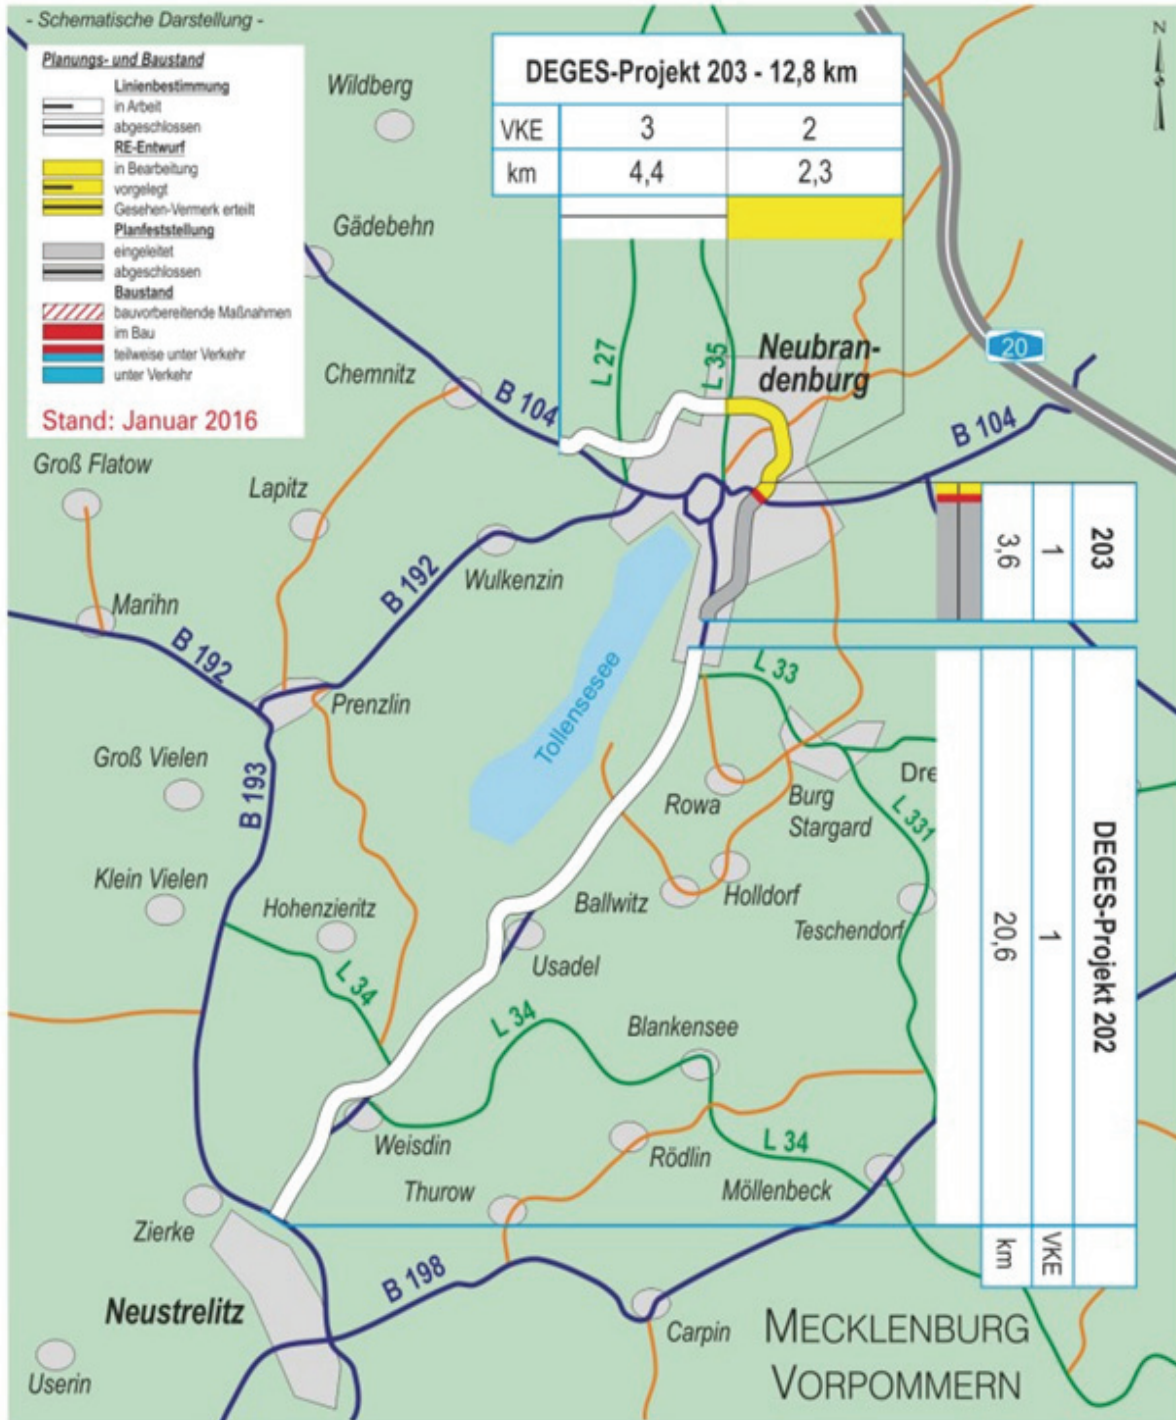 - Schematische Darstellung -
Planungs- und Baustand
Linienbestimmung
in Arbeit
abgeschlossen
RE-Entwurf
in Bearbeitung
vorgelegt
Gesehen-Vermerk erteilt
Planfeststellung
eingeleitet
abgeschlossen
Baustand
bauvorbereitende Maßnahmen
im Bau
teilweise unter Verkehr
unter Verkehr
Stand: Januar 2016
N
DEGES-Projekt 203 - 12,8 km
VKE 3 2
km 4,4 2,3
Wildberg
Gädebehn
Chemnitz
B 104
L 27
L 35
Neubran-
denburg
20
B 104
Groß Flatow
Lapitz
Wulkenzin
B 192
Marihn
B 192
Prenzlin
Tollensesee
203
1
3,6
L 33
Groß Vielen
B 193
Rowa
Burg
Stargard
Dre
L 331
Klein Vielen
Hohenzieritz
Ballwitz
Holldorf
Teschendorf
Usadel
L 34
L 34
Blankensee
DEGES-Projekt 202
1
20,6
VKE
km
Weisdin
Rödlin
L 34
Möllenbeck
Thurow
Zierke
B 198
Neustrelitz
Carpin
Userin
MECKLENBURG
VORPOMMERN